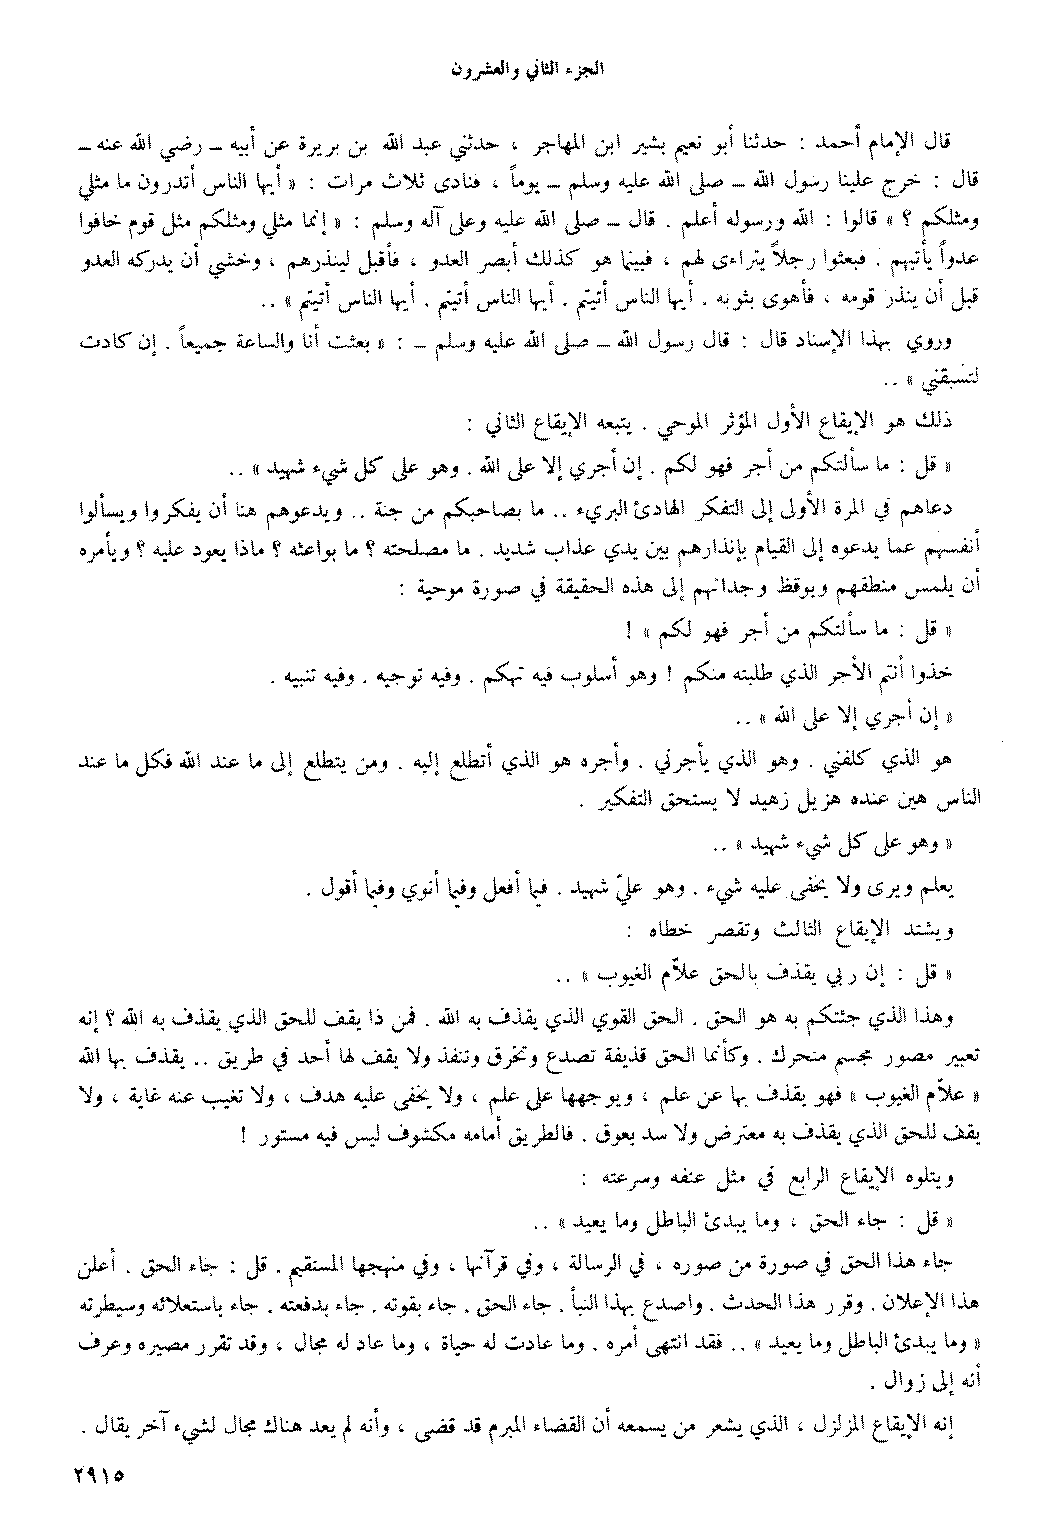 الجزء الثاني والعشرون
قال الإمام أحمد : حدثنا أبو نعيم بشير ابن المهاجر ، حدثني عبد الله بن بريرة عن أبيه – رضي الله عنه –
قال : خرج علينا رسول الله – صلى الله عليه وسلم – يوماً ، فنادى ثلاث مرات : « أيها الناس أتدرون ما مثلي
ومثلكم ؟ » قالوا : الله ورسوله أعلم . قال – صلى الله عليه وعلى آله وسلم : « إنما مثلي ومثلكم مثل قوم خافوا
عدواً يأتيهم . فبعثوا رجلاً يتراءى لهم ، فبينما هو كذلك أبصر العدو ، فأقبل لينذرهم ، وخشي أن يدركه العدو
قبل أن ينذر قومه ، فأهوى بثوبه . أيها الناس أتيتم . أيها الناس أتيتم . أيها الناس أتيتم » ..
وروي بهذا الإسناد قال : قال رسول الله – صلى الله عليه وسلم – : « بعثت أنا والساعة جميعاً . إن كادت
لتسبقني » ..
ذلك هو الإيقاع الأول المؤثر الموحي . يتبعه الإيقاع الثاني :
« قل : ما سألتكم من أجر فهو لكم . إن أجري إلا على الله . وهو على كل شيء شهيد » ..
دعاهم في المرة الأولى إلى التفكر الهادئ البريء .. ما بصاحبكم من جنة .. ويدعوهم هنا أن يفكروا ويسألوا
أنفسهم عما يدعوه إلى القيام بإنذارهم بين يدي عذاب شديد . ما مصلحته ؟ ما بواعثه ؟ ماذا يعود عليه ؟ ويأمره
أن يلمس منطقهم ويوقظ وجدانهم إلى هذه الحقيقة في صورة موحية :
« قل : ما سألتكم من أجر فهو لكم » !
خذوا أنتم الأجر الذي طلبته منكم ! وهو أسلوب فيه تهكم . وفيه توجيه . وفيه تنبيه .
« إن أجري إلا على الله » ..
هو الذي كلفني . وهو الذي يأجرني . وأجره هو الذي أتطلع إليه . ومن يتطلع إلى ما عند الله فكل ما عند
الناس هين عنده هزيل زهيد لا يستحق التفكير .
« وهو على كل شيء شهيد » ..
يعلم ويرى ولا يخفى عليه شيء . وهو عليّ شهيد . فيما أفعل وفيما أنوي وفيما أقول .
ويشتد الإيقاع الثالث وتقصر خطاه :
« قل : إن ربي يقذف بالحق علاّم الغيوب » ..
وهذا الذي جئتكم به هو الحق . الحق القوي الذي يقذف به الله . فمن ذا يقف للحق الذي يقذف به الله ؟ إنه
تعبير مصور مجسم متحرك . وكأنما الحق قذيفة تصدع وتخرق وتنفذ ولا يقف لها أحد في طريق .. يقذف بها الله
« علاّم الغيوب » فهو يقذف بها عن علم ، ويوجهها على علم ، ولا يخفى عليه هدف ، ولا تغيب عنه غاية ، ولا
يقف للحق الذي يقذف به معترض ولا سد يعوق . فالطريق أمامه مكشوف ليس فيه مستور !
ويتلوه الإيقاع الرابع في مثل عنفه وسرعته :
« قل : جاء الحق ، وما يبدئ الباطل وما يعيد » ..
جاء هذا الحق في صورة من صوره ، في الرسالة ، وفي قرآنها ، وفي منهجها المستقيم . قل : جاء الحق . أعلن
هذا الإعلان . وقرر هذا الحدث . واصدع بهذا النبأ . جاء الحق . جاء بقوته . جاء بدفعته . جاء باستعلائه وسيطرته
« وما يبدئ الباطل وما يعيد » .. فقد انتهى أمره . وما عادت له حياة ، وما عاد له مجال ، وقد تقرر مصيره وعرف
أنه إلى زوال .
إنه الإيقاع المزلزل ، الذي يشعر من يسمعه أن القضاء المبرم قد قضى ، وأنه لم يعد هناك مجال لشيء آخر يقال .
٢٩١٥